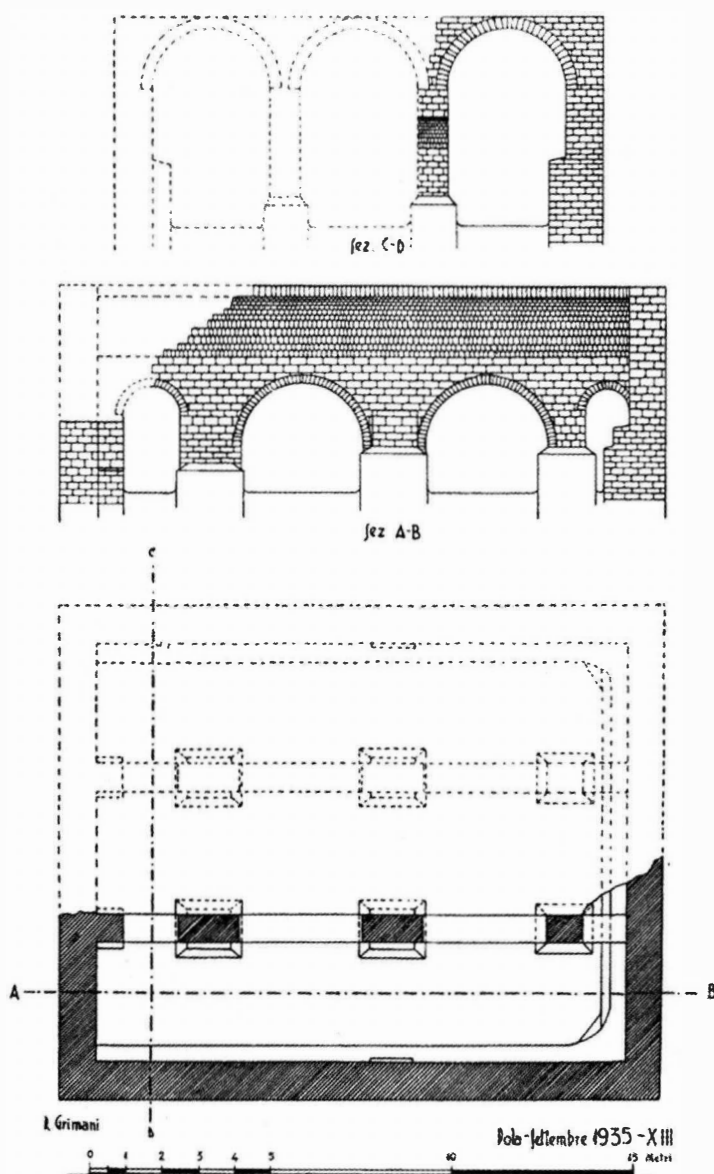 Sez. C-D
Sez A-B
C
A
B
D
R. Grimani
Pola-Settembre 1935-XIII
0 1 2 3 4 5 10 15 Metri